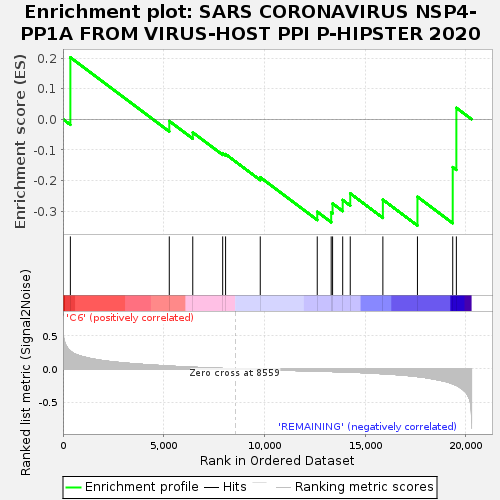 Enrichment plot: SARS CORONAVIRUS NSP4-
PP1A FROM VIRUS-HOST PPI P-HIPSTER 2020
Enrichment score (ES)
0.2
0.1
0.0
-0.1
-0.2
-0.3
'C6' (positively correlated)
Ranked list metric (Signal2Noise)
0.5
0.0
-0.5
Zero cross at 8559
'REMAINING' (negatively correlated)
0
5,000
10,000
15,000
20,000
Rank in Ordered Dataset
Enrichment profile
Hits
Ranking metric scores